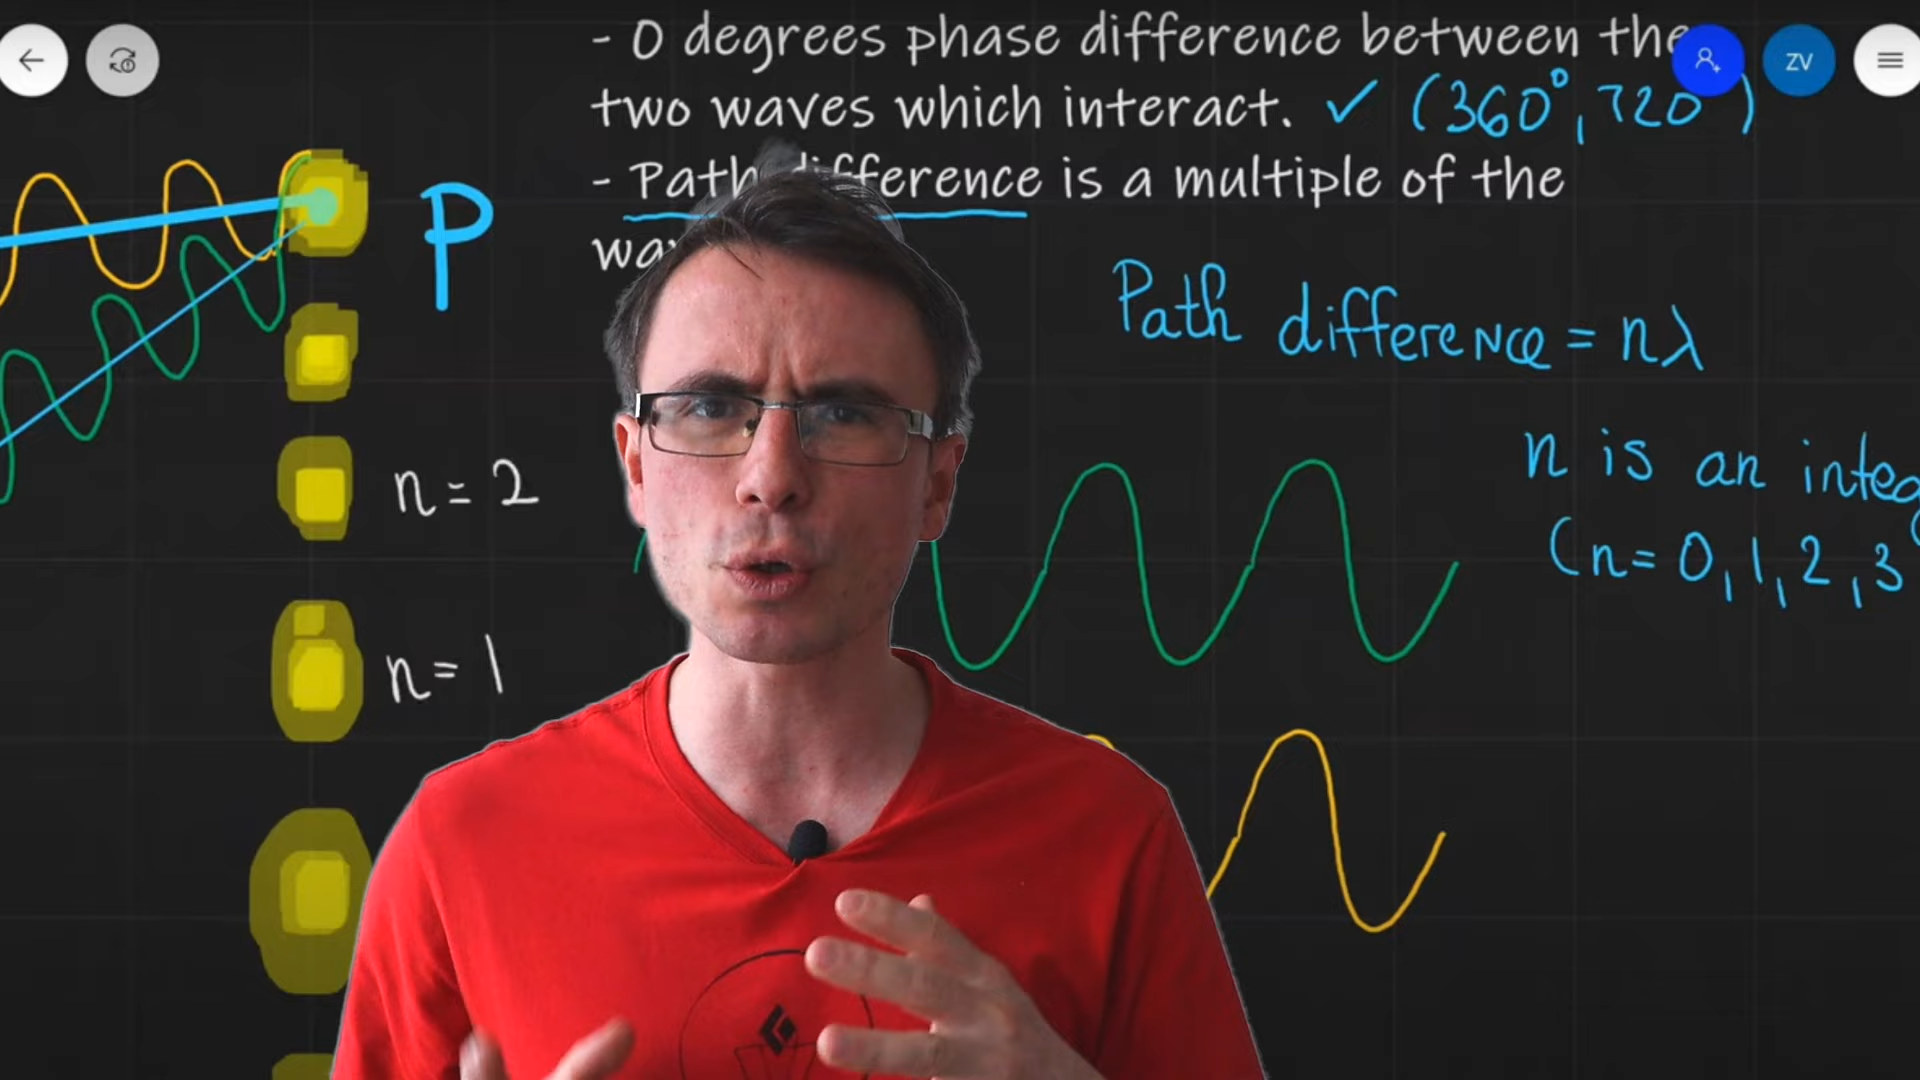 - 0 degrees phase difference between the
two waves which interact. ✓ (360°, 720°)
- Path difference is a multiple of the
ZV
P
Path difference = nλ
n = 2
n is an
(n = 0, 1, 2, 3
n = 1